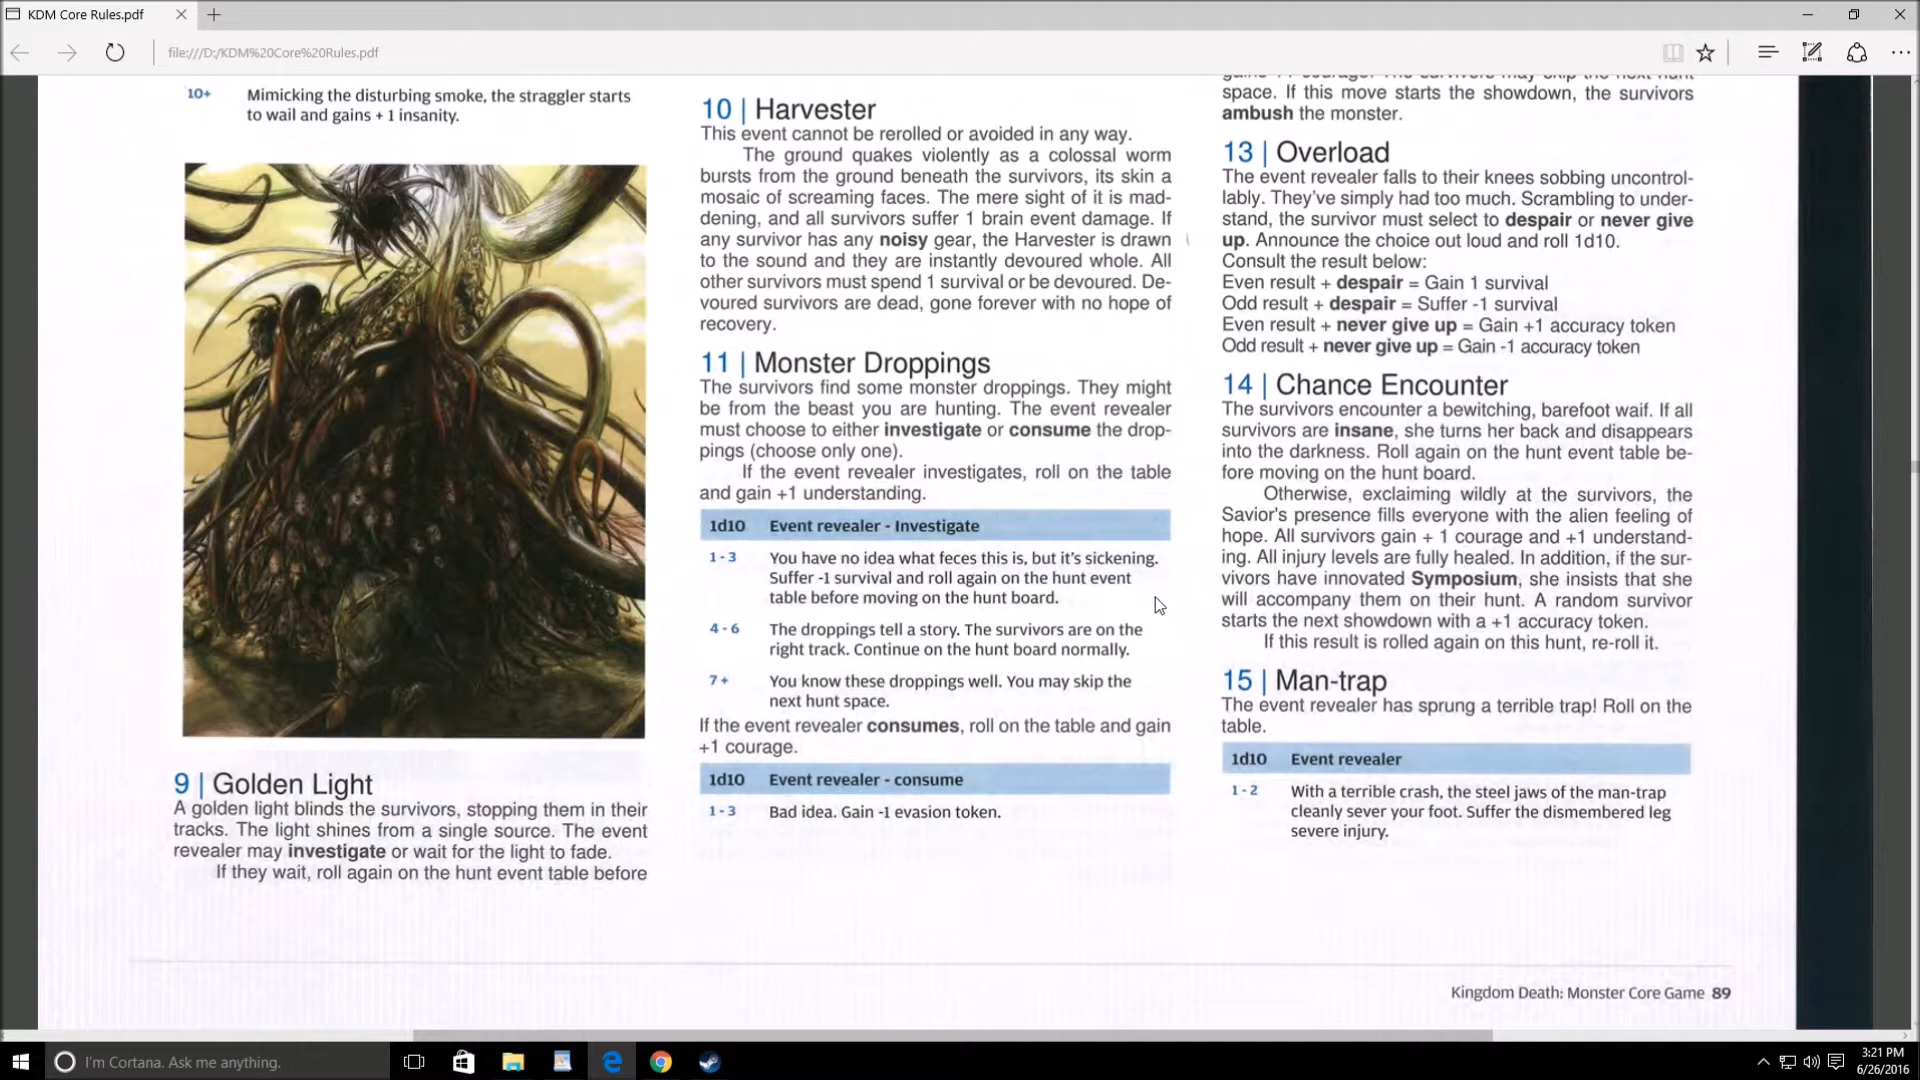 KDM Core Rules.pdf
file:///D:/KDM%20Core%20Rules.pdf
10+ Mimicking the disturbing smoke, the straggler starts
to wail and gains + 1 insanity.
9 | Golden Light
A golden light blinds the survivors, stopping them in their
tracks. The light shines from a single source. The event
revealer may investigate or wait for the light to fade.
If they wait, roll again on the hunt event table before
10 | Harvester
This event cannot be rerolled or avoided in any way.
The ground quakes violently as a colossal worm
bursts from the ground beneath the survivors, its skin a
mosaic of screaming faces. The mere sight of it is mad-
dening, and all survivors suffer 1 brain event damage. If
any survivor has any noisy gear, the Harvester is drawn
to the sound and they are instantly devoured whole. All
other survivors must spend 1 survival or be devoured. De-
voured survivors are dead, gone forever with no hope of
recovery.
11 | Monster Droppings
The survivors find some monster droppings. They might
be from the beast you are hunting. The event revealer
must choose to either investigate or consume the drop-
pings (choose only one).
If the event revealer investigates, roll on the table
and gain +1 understanding.
1d10 Event revealer - Investigate
1 - 3 You have no idea what feces this is, but it's sickening.
Suffer -1 survival and roll again on the hunt event
table before moving on the hunt board.
4 - 6 The droppings tell a story. The survivors are on the
right track. Continue on the hunt board normally.
7 + You know these droppings well. You may skip the
next hunt space.
If the event revealer consumes, roll on the table and gain
+1 courage.
1d10 Event revealer - consume
1 - 3 Bad idea. Gain -1 evasion token.
space. If this move starts the showdown, the survivors
ambush the monster.
13 | Overload
The event revealer falls to their knees sobbing uncontrol-
lably. They've simply had too much. Scrambling to under-
stand, the survivor must select to despair or never give
up. Announce the choice out loud and roll 1d10.
Consult the result below:
Even result + despair = Gain 1 survival
Odd result + despair = Suffer -1 survival
Even result + never give up = Gain +1 accuracy token
Odd result + never give up = Gain -1 accuracy token
14 | Chance Encounter
The survivors encounter a bewitching, barefoot waif. If all
survivors are insane, she turns her back and disappears
into the darkness. Roll again on the hunt event table be-
fore moving on the hunt board.
Otherwise, exclaiming wildly at the survivors, the
Savior's presence fills everyone with the alien feeling of
hope. All survivors gain + 1 courage and +1 understand-
ing. All injury levels are fully healed. In addition, if the sur-
vivors have innovated Symposium, she insists that she
will accompany them on their hunt. A random survivor
starts the next showdown with a +1 accuracy token.
If this result is rolled again on this hunt, re-roll it.
15 | Man-trap
The event revealer has sprung a terrible trap! Roll on the
table.
1d10 Event revealer
1 - 2 With a terrible crash, the steel jaws of the man-trap
cleanly sever your foot. Suffer the dismembered leg
severe injury.
Kingdom Death: Monster Core Game 89
I'm Cortana. Ask me anything.
3:21 PM
6/26/2016